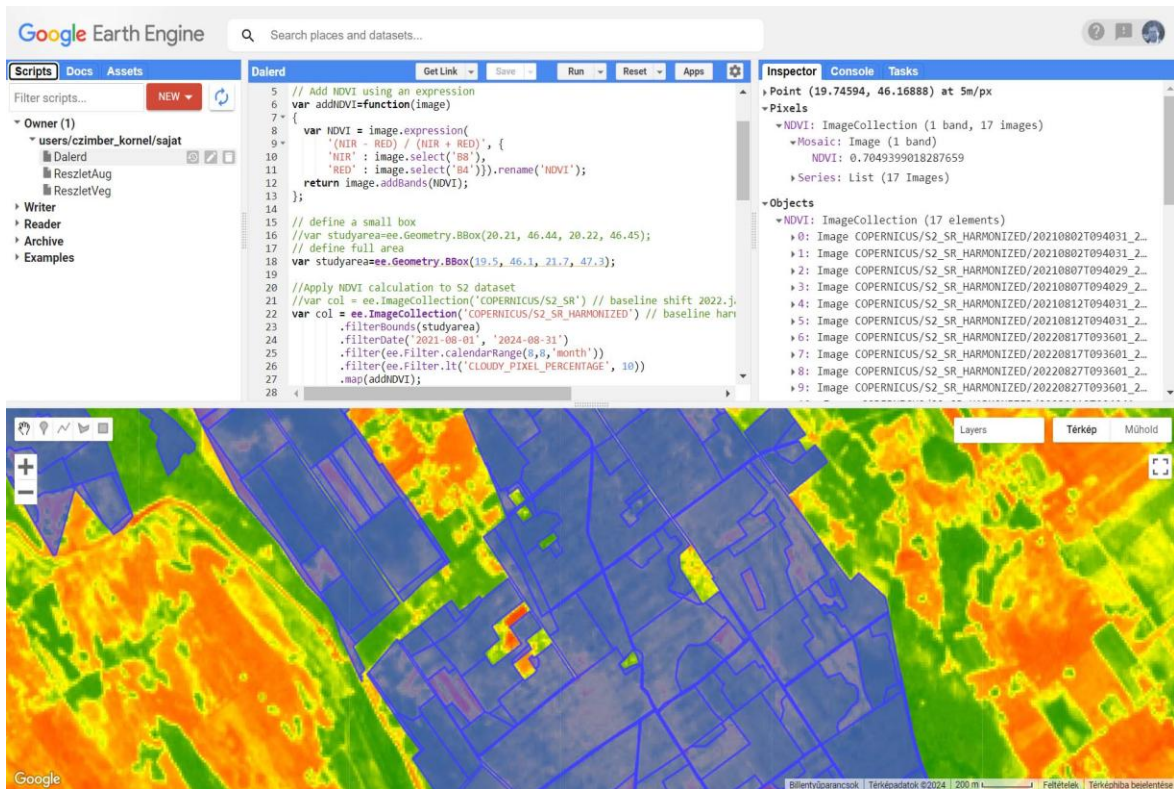 Google Earth Engine
Search places and datasets...
Scripts Docs Assets
Filter scripts...
NEW
Owner (1)
users/czimber_kornel/sajat
Dalerd
ReszletAug
ReszletVeg
Writer
Reader
Archive
Examples
Dalerd
Get Link
Save
Run
Reset
Apps
5 // Add NDVI using an expression
6 var addNDVI=function(image)
7 {
8 var NDVI = image.expression(
9 '(NIR - RED) / (NIR + RED)', {
10 'NIR' : image.select('B8'),
11 'RED' : image.select('B4')}).rename('NDVI');
12 return image.addBands(NDVI);
13 };
14
15 // define a small box
16 //var studyarea=ee.Geometry.BBox(20.21, 46.44, 20.22, 46.45);
17 // define full area
18 var studyarea=ee.Geometry.BBox(19.5, 46.1, 21.7, 47.3);
19
20 //Apply NDVI calculation to S2 dataset
21 //var col = ee.ImageCollection('COPERNICUS/S2_SR') // baseline shift 2022.j
22 var col = ee.ImageCollection('COPERNICUS/S2_SR_HARMONIZED') // baseline har
23 .filterBounds(studyarea)
24 .filterDate('2021-08-01', '2024-08-31')
25 .filter(ee.Filter.calendarRange(8,8,'month'))
26 .filter(ee.Filter.lt('CLOUDY_PIXEL_PERCENTAGE', 10))
27 .map(addNDVI);
28
Inspector Console Tasks
Point (19.74594, 46.16888) at 5m/px
Pixels
NDVI: ImageCollection (1 band, 17 images)
Mosaic: Image (1 band)
NDVI: 0.7049399018287659
Series: List (17 Images)
Objects
NDVI: ImageCollection (17 elements)
0: Image COPERNICUS/S2_SR_HARMONIZED/20210802T094031_2…
1: Image COPERNICUS/S2_SR_HARMONIZED/20210802T094031_2…
2: Image COPERNICUS/S2_SR_HARMONIZED/20210807T094029_2…
3: Image COPERNICUS/S2_SR_HARMONIZED/20210807T094029_2…
4: Image COPERNICUS/S2_SR_HARMONIZED/20210812T094031_2…
5: Image COPERNICUS/S2_SR_HARMONIZED/20210812T094031_2…
6: Image COPERNICUS/S2_SR_HARMONIZED/20220817T093601_2…
7: Image COPERNICUS/S2_SR_HARMONIZED/20220817T093601_2…
8: Image COPERNICUS/S2_SR_HARMONIZED/20220827T093601_2…
9: Image COPERNICUS/S2_SR_HARMONIZED/20220827T093601_2…
Layers
Térkép
Műhold
Google
Billentyűparancsok Térképadatok ©2024 200 m Feltételek Térképhiba bejelentése